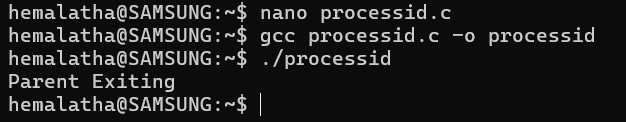 hemalatha@SAMSUNG:~$ nano processid.c
hemalatha@SAMSUNG:~$ gcc processid.c -o processid
hemalatha@SAMSUNG:~$ ./processid
Parent Exiting
hemalatha@SAMSUNG:~$